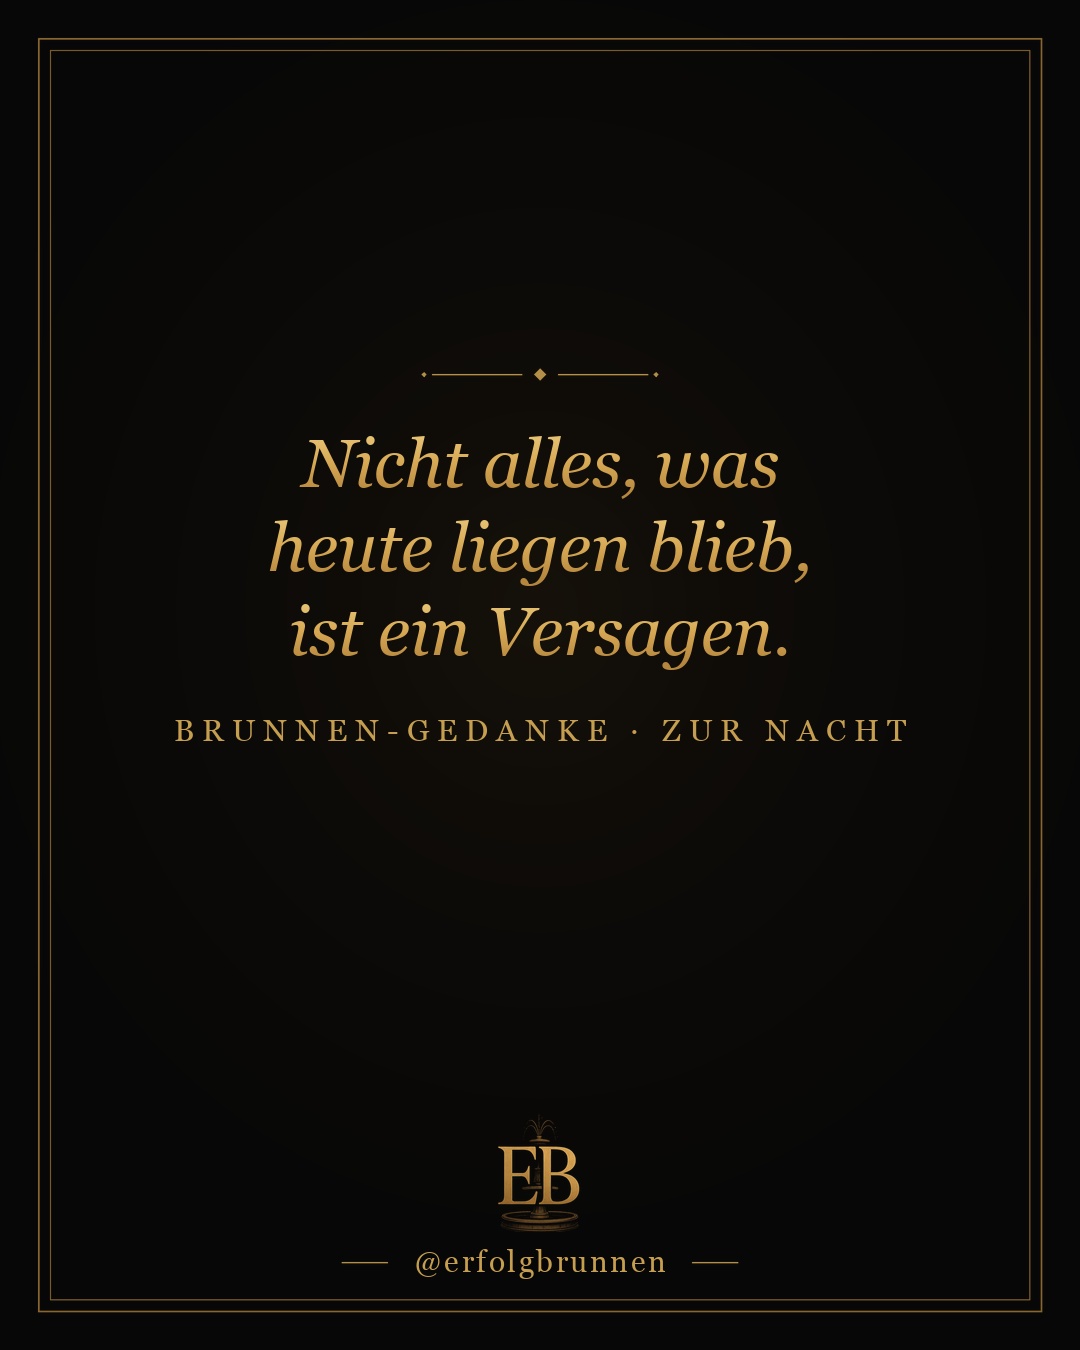 Nicht alles, was
heute liegen blieb,
ist ein Versagen.
BRUNNEN-GEDANKE · ZUR NACHT
EB
@erfolgbrunnen